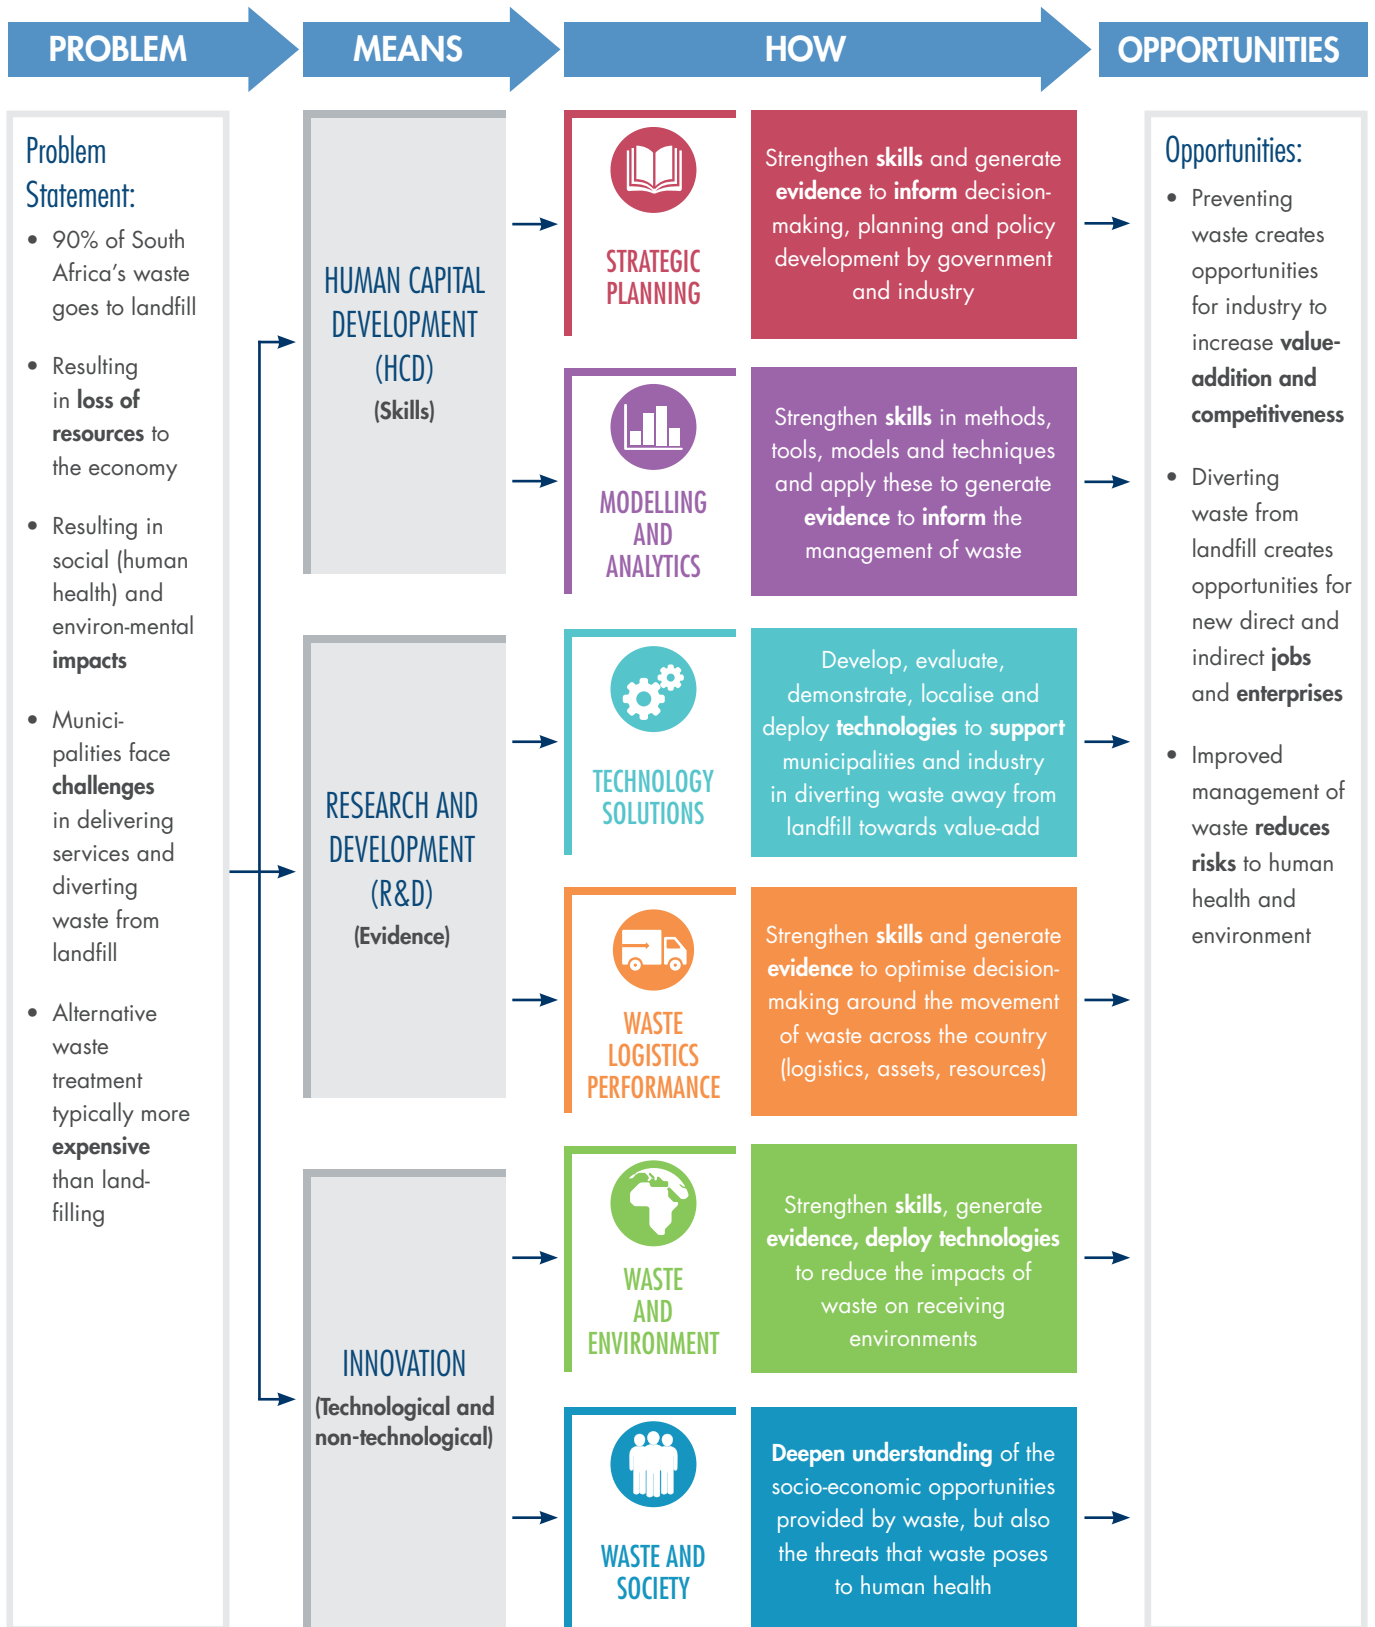 PROBLEM
MEANS
HOW
OPPORTUNITIES
Problem
Statement:
• 90% of South
Africa's waste
goes to landfill
• Resulting
in loss of
resources to
the economy
• Resulting in
social (human
health) and
environ-mental
impacts
• Munici-
palities face
challenges
in delivering
services and
diverting
waste from
landfill
• Alternative
waste
treatment
typically more
expensive
than land-
filling
HUMAN CAPITAL
DEVELOPMENT
(HCD)
(Skills)
RESEARCH AND
DEVELOPMENT
(R&D)
(Evidence)
INNOVATION
(Technological and
non-technological)
STRATEGIC
PLANNING
Strengthen skills and generate
evidence to inform decision-
making, planning and policy
development by government
and industry
MODELLING
AND
ANALYTICS
Strengthen skills in methods,
tools, models and techniques
and apply these to generate
evidence to inform the
management of waste
TECHNOLOGY
SOLUTIONS
Develop, evaluate,
demonstrate, localise and
deploy technologies to support
municipalities and industry
in diverting waste away from
landfill towards value-add
WASTE
LOGISTICS
PERFORMANCE
Strengthen skills and generate
evidence to optimise decision-
making around the movement
of waste across the country
(logistics, assets, resources)
WASTE
AND
ENVIRONMENT
Strengthen skills, generate
evidence, deploy technologies
to reduce the impacts of
waste on receiving
environments
WASTE AND
SOCIETY
Deepen understanding of the
socio-economic opportunities
provided by waste, but also
the threats that waste poses
to human health
Opportunities:
• Preventing
waste creates
opportunities
for industry to
increase value-
addition and
competitiveness
• Diverting
waste from
landfill creates
opportunities for
new direct and
indirect jobs
and enterprises
• Improved
management of
waste reduces
risks to human
health and
environment